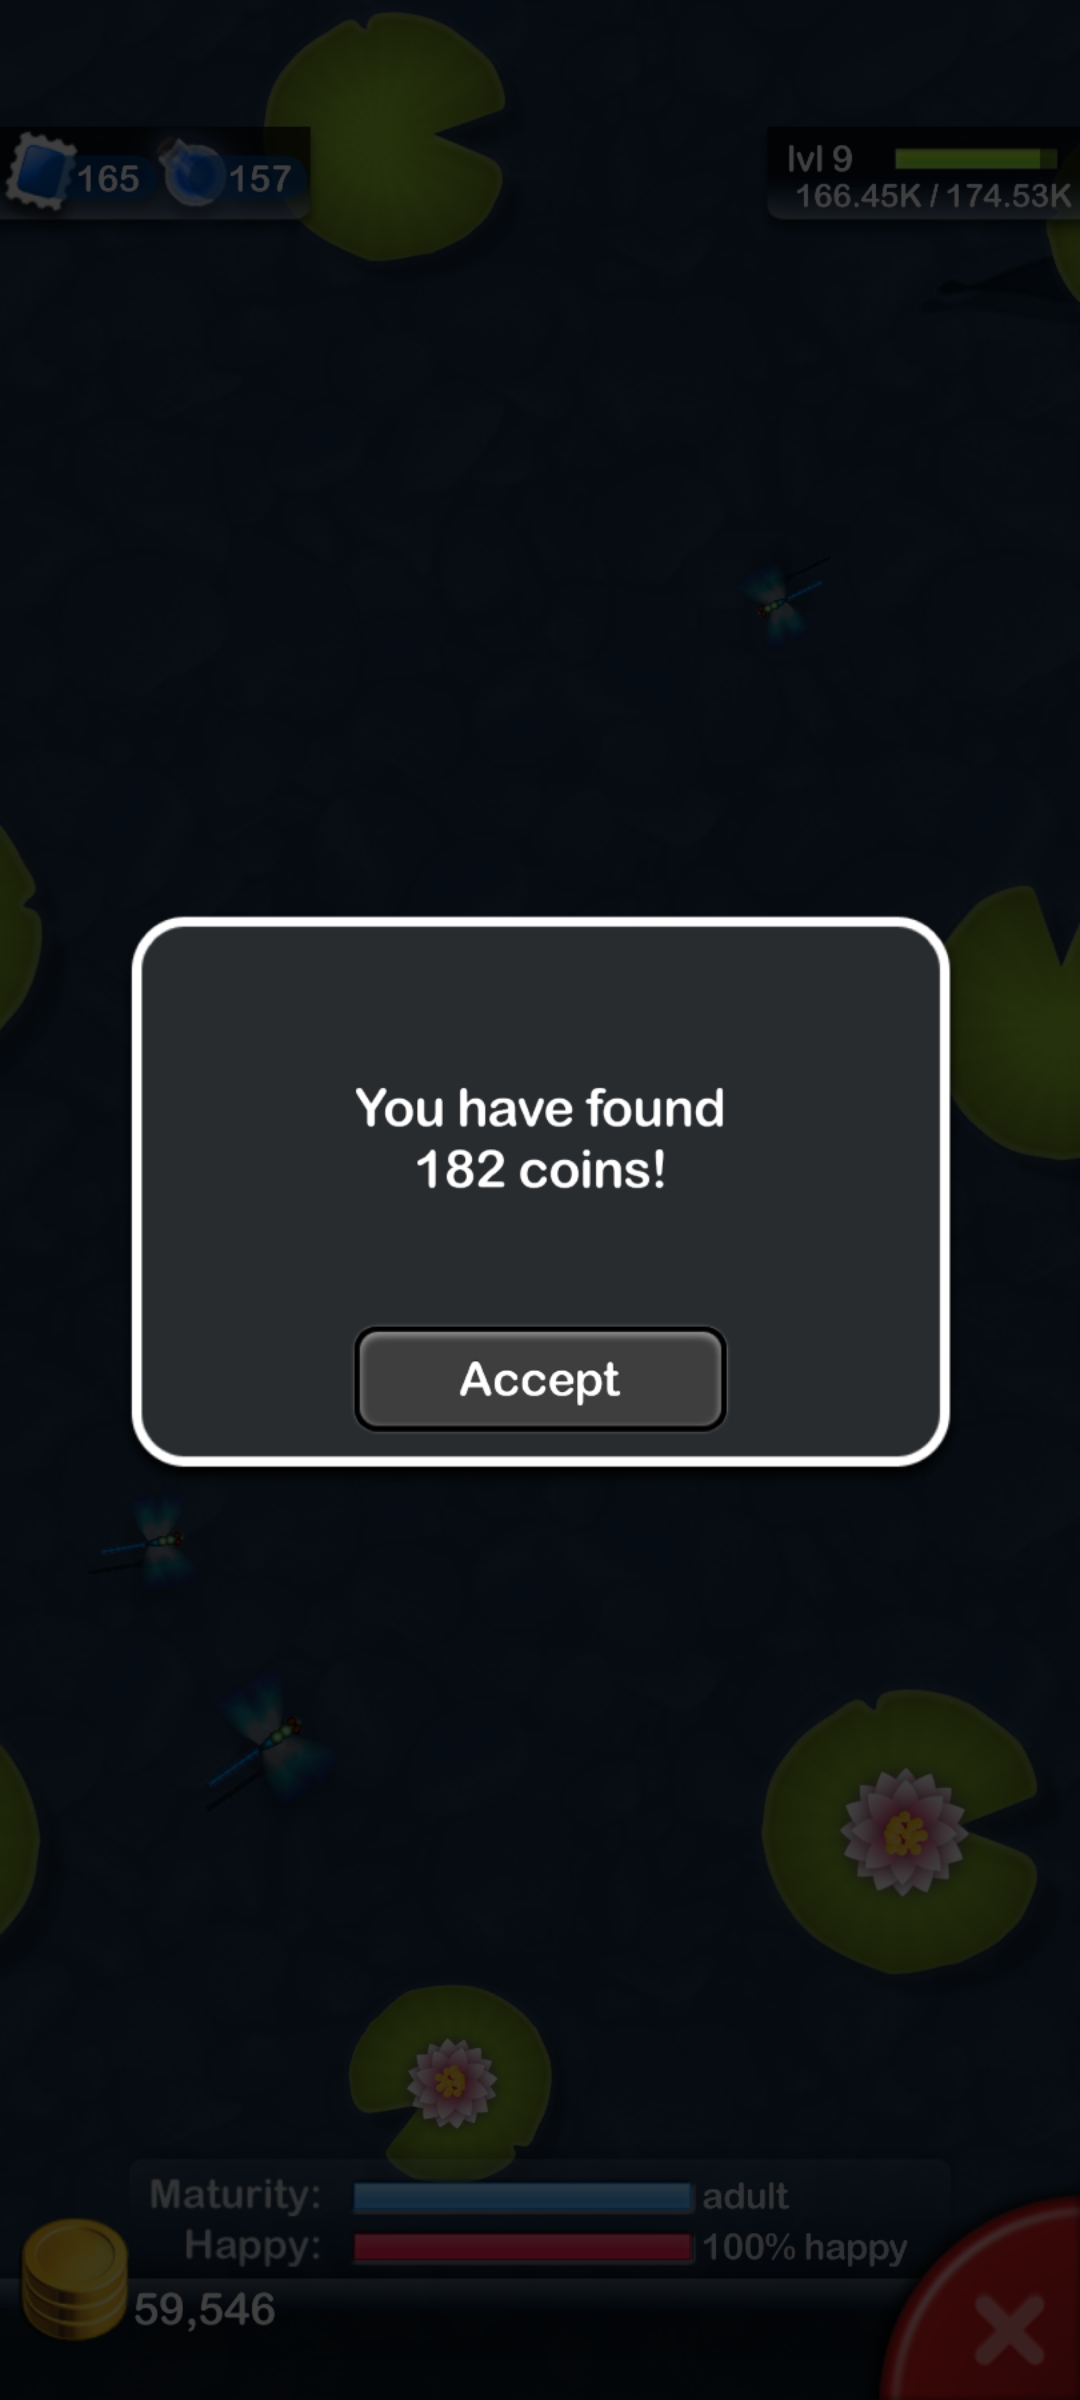 165 157
lvl 9
166.45K / 174.53K
You have found
182 coins!
Accept
Maturity: adult
Happy: 100% happy
59,546